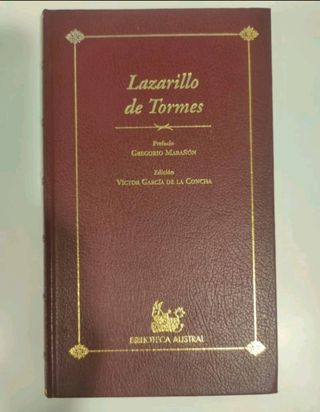 Lazarillo
de Tormes
Prefacio
GREGORIO MARAÑÓN
Edición
VÍCTOR GARCÍA DE LA CONCHA
BIBLIOTECA AUSTRAL